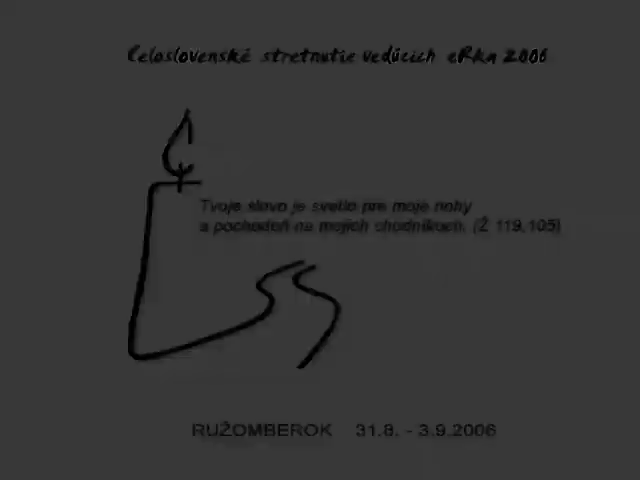 Celoslovenské stretnutie vedúcich eRka 2006
Tvoje slovo je svetlo pre moje nohy
a pochodeň na mojich chodníkoch. (Ž 119,105)
RUŽOMBEROK 31.8. - 3.9.2006